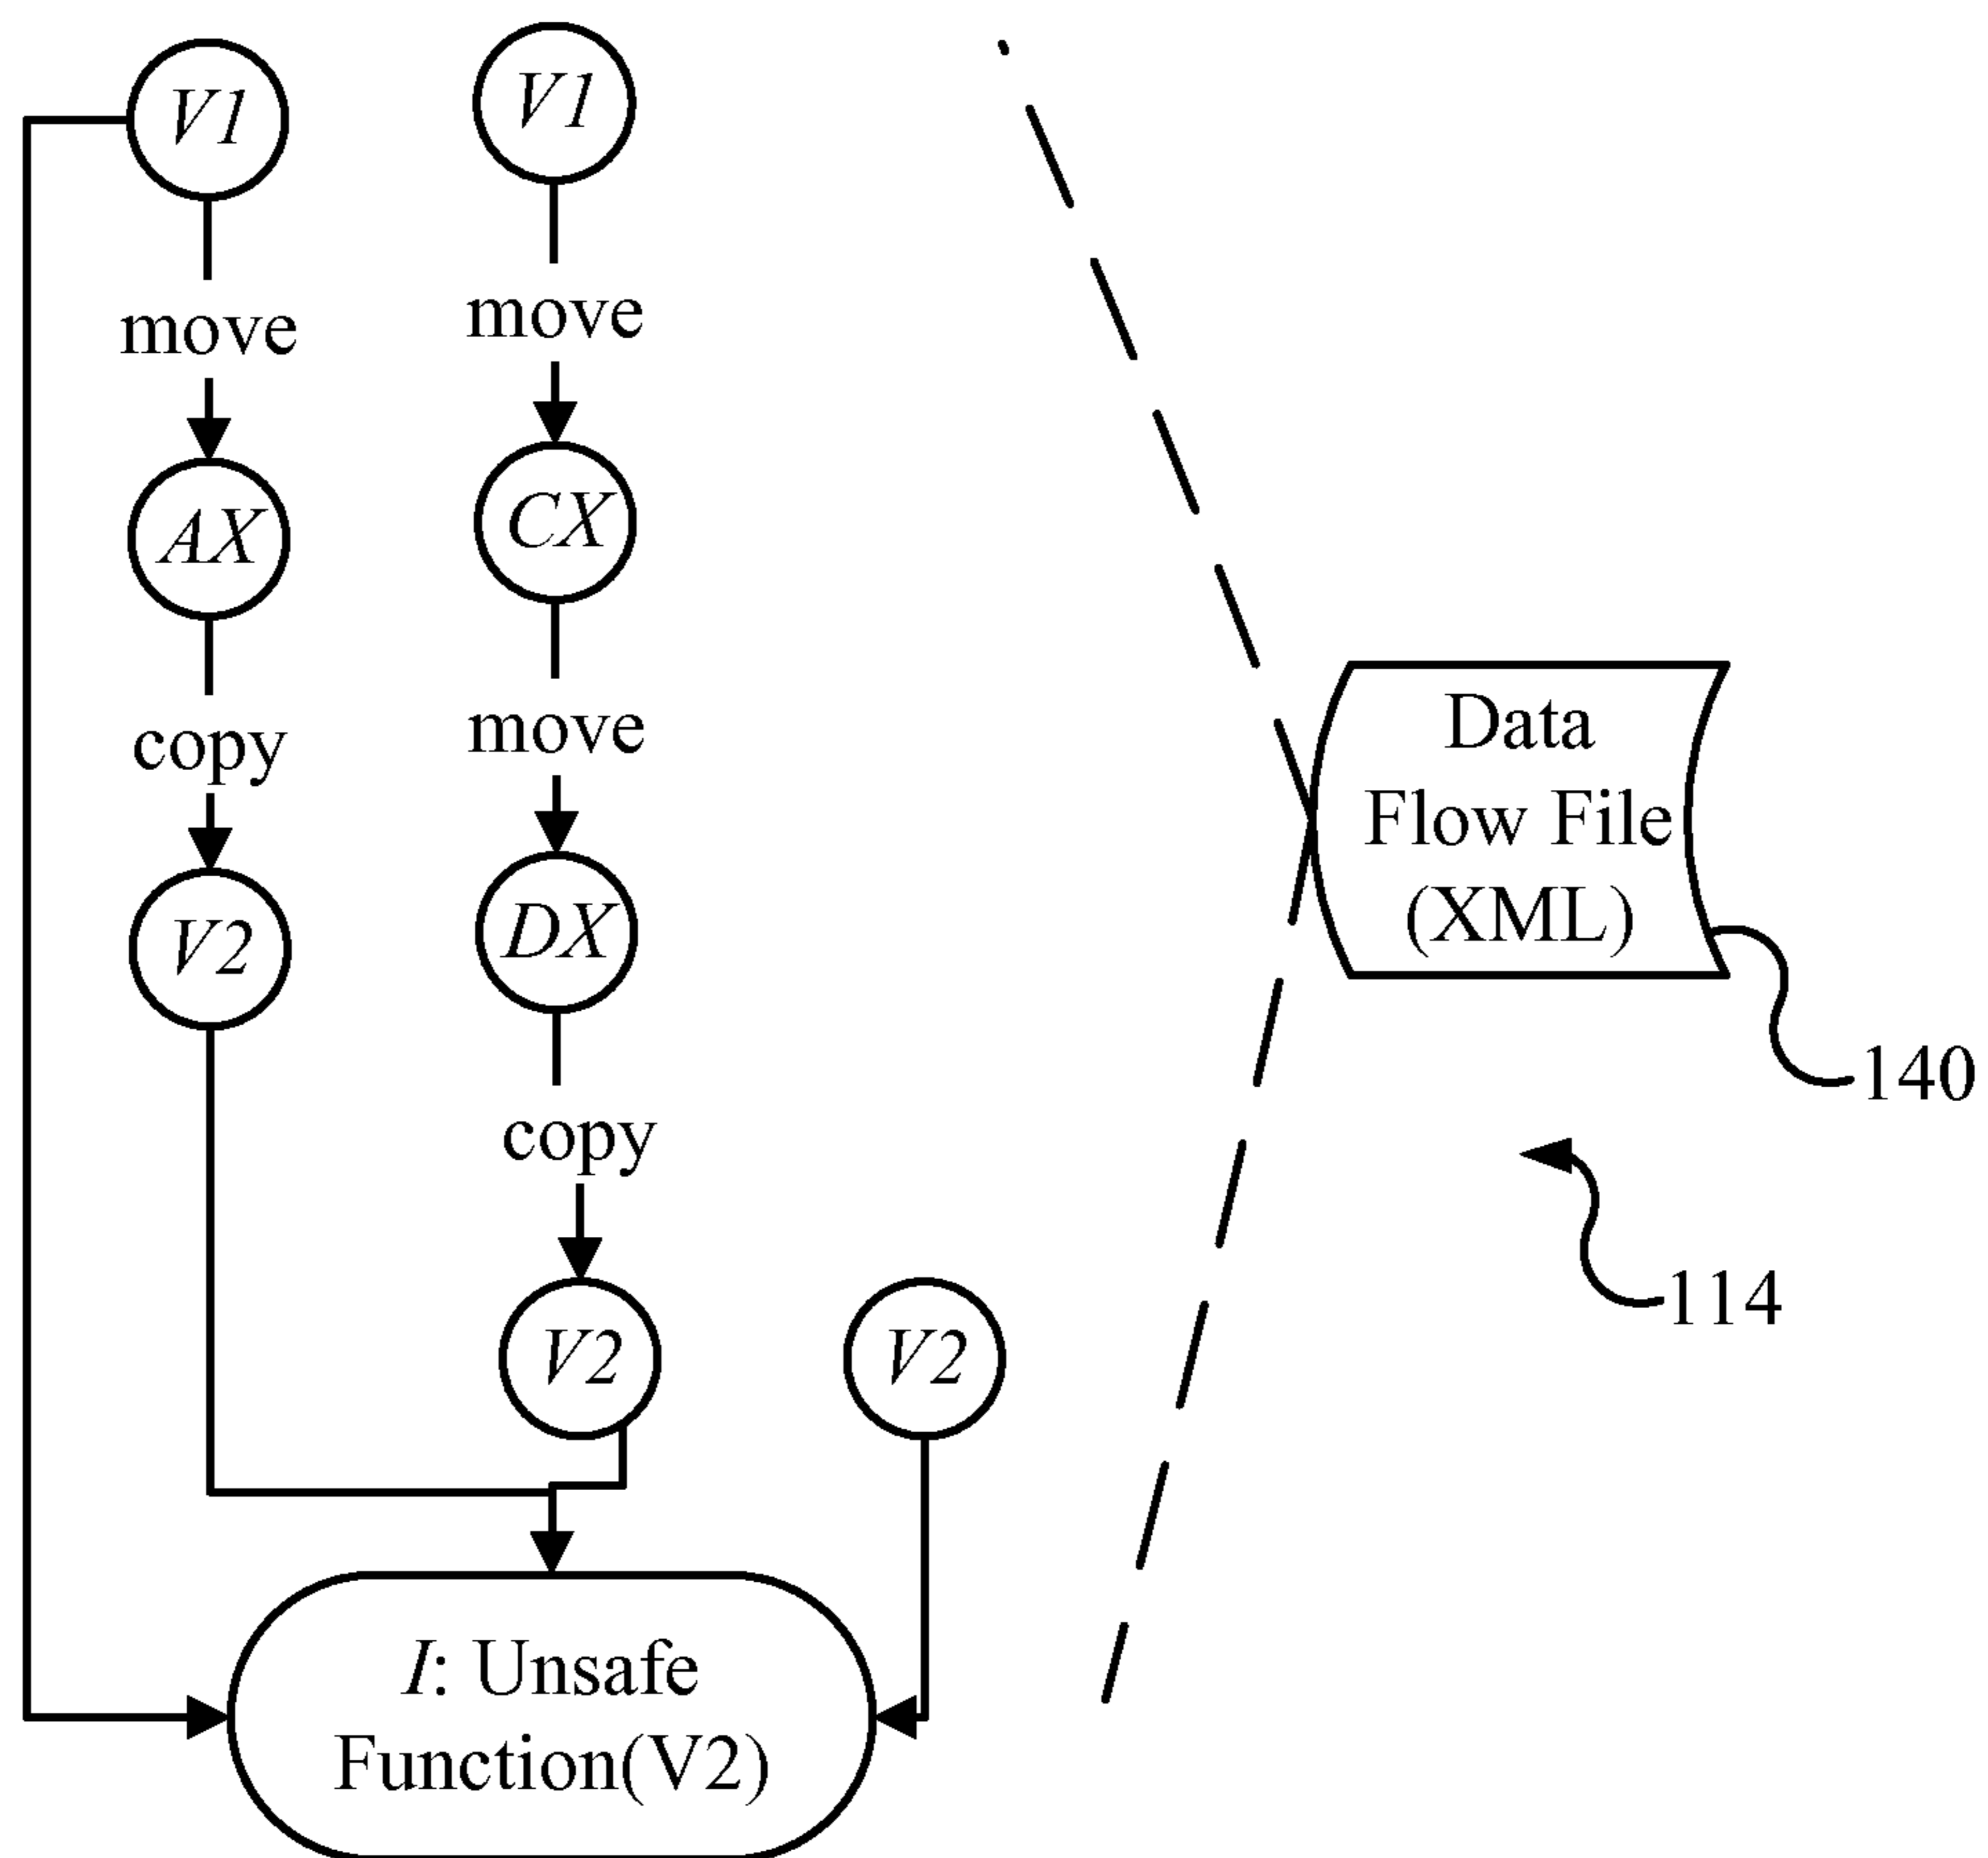 V1
V1
move
move
AX
CX
copy
move
V2
DX
copy
V2
V2
I: Unsafe
Function(V2)
Data
Flow File
(XML)
140
114